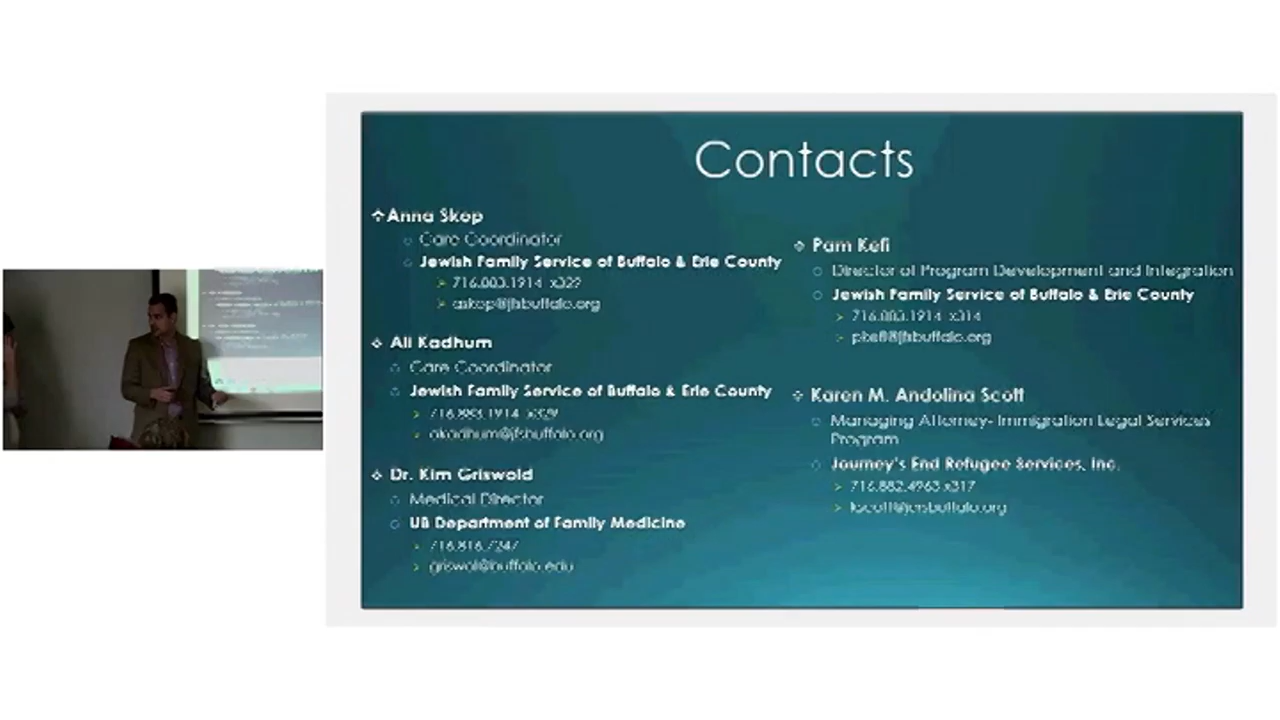 Contacts
Anna Skop
Care Coordinator
Jewish Family Service of Buffalo & Erie County
askop@jfsbuffalo.org
Ali Kadhum
Care Coordinator
Jewish Family Service of Buffalo & Erie County
716.883.1914 x329
akadhum@jfsbuffalo.org
Dr. Kim Griswold
Medical Director
UB Department of Family Medicine
716.816.7247
griswol@buffalo.edu
Pam Kefi
Director of Program Development and Integration
Jewish Family Service of Buffalo & Erie County
716.883.1914 x314
pkefi@jfsbuffalo.org
Karen M. Andolina Scott
Managing Attorney- Immigration Legal Services
Program
Journey's End Refugee Services, Inc.
716.882.4963 x317
kscott@jersbuffalo.org